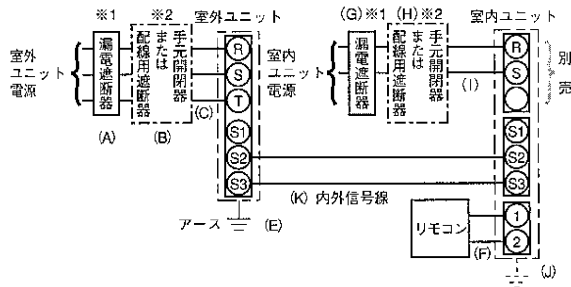 ※1
※2
室外ユニット
室外
ユニット
電源
漏電遮断器
手元開閉器
または
配線用遮断器
R
S
T
S1
S2
S3
(A)
(B)
(C)
アース
(E)
(G)※1
(H)※2
室内ユニット
室内
ユニット
電源
漏電遮断器
手元開閉器
または
配線用遮断器
(I)
R
S
別売
S1
S2
S3
(K) 内外信号線
リモコン
(F)
1
2
(J)